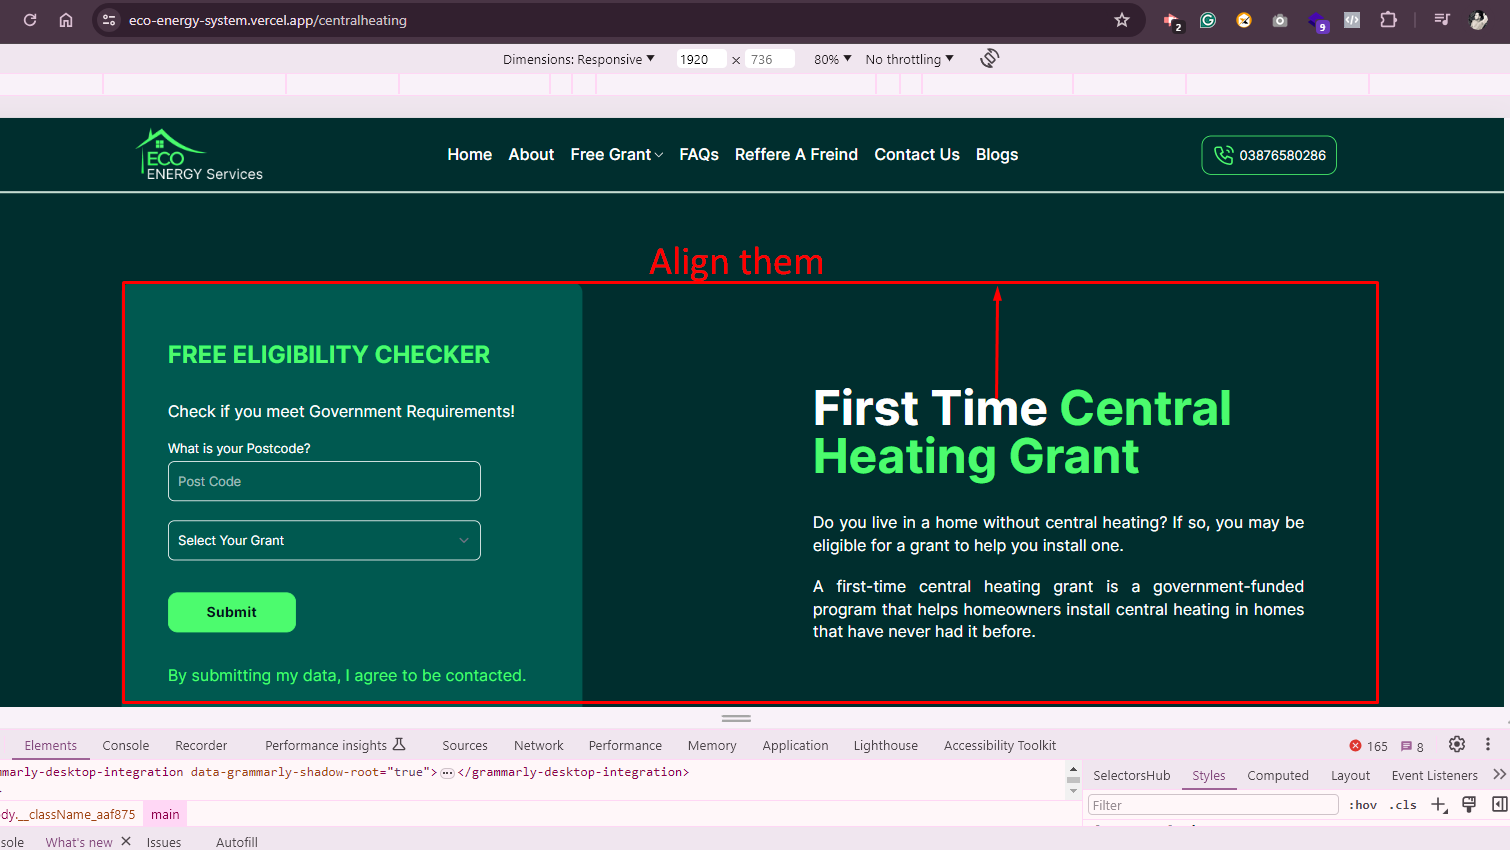 eco-energy-system.vercel.app/centralheating
2
9
Dimensions: Responsive 1920 × 736 80% No throttling
ECO
ENERGY Services
Home About Free Grant FAQs Reffere A Freind Contact Us Blogs
03876580286
Align them
FREE ELIGIBILITY CHECKER
Check if you meet Government Requirements!
What is your Postcode?
Post Code
Select Your Grant
Submit
By submitting my data, I agree to be contacted.
First Time Central
Heating Grant
Do you live in a home without central heating? If so, you may be
eligible for a grant to help you install one.
A first-time central heating grant is a government-funded
program that helps homeowners install central heating in homes
that have never had it before.
Elements Console Recorder Performance insights Sources Network Performance Memory Application Lighthouse Accessibility Toolkit 165 8
mmarly-desktop-integration data-grammarly-shadow-root="true">…</grammarly-desktop-integration>
SelectorsHub Styles Computed Layout Event Listeners
Filter :hov .cls
dy.__className_aaf875 main
sole What's new Issues Autofill